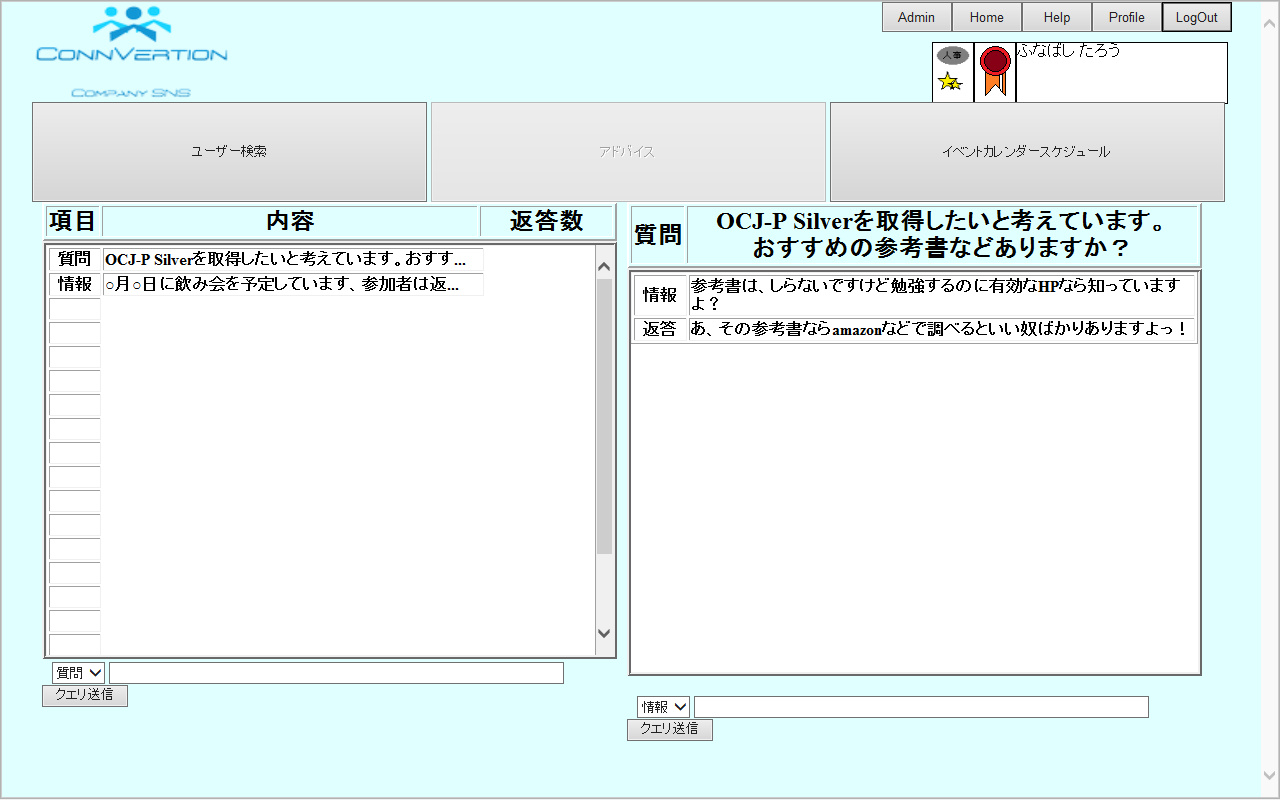 CONNVERTION
COMPANY SNS
Admin Home Help Profile LogOut
人事
ふなばし たろう
ユーザー検索 アドバイス イベントカレンダースケジュール
項目 内容 返答数
質問 OCJ-P Silverを取得したいと考えています。おすす...
情報 ○月○日に飲み会を予定しています、参加者は返...
質問
クエリ送信
質問 OCJ-P Silverを取得したいと考えています。
おすすめの参考書などありますか？
情報 参考書は、しらないですけど勉強するのに有効なHPなら知っています
よ？
返答 あ、その参考書ならamazonなどで調べるといい奴ばかりありますよっ！
情報
クエリ送信